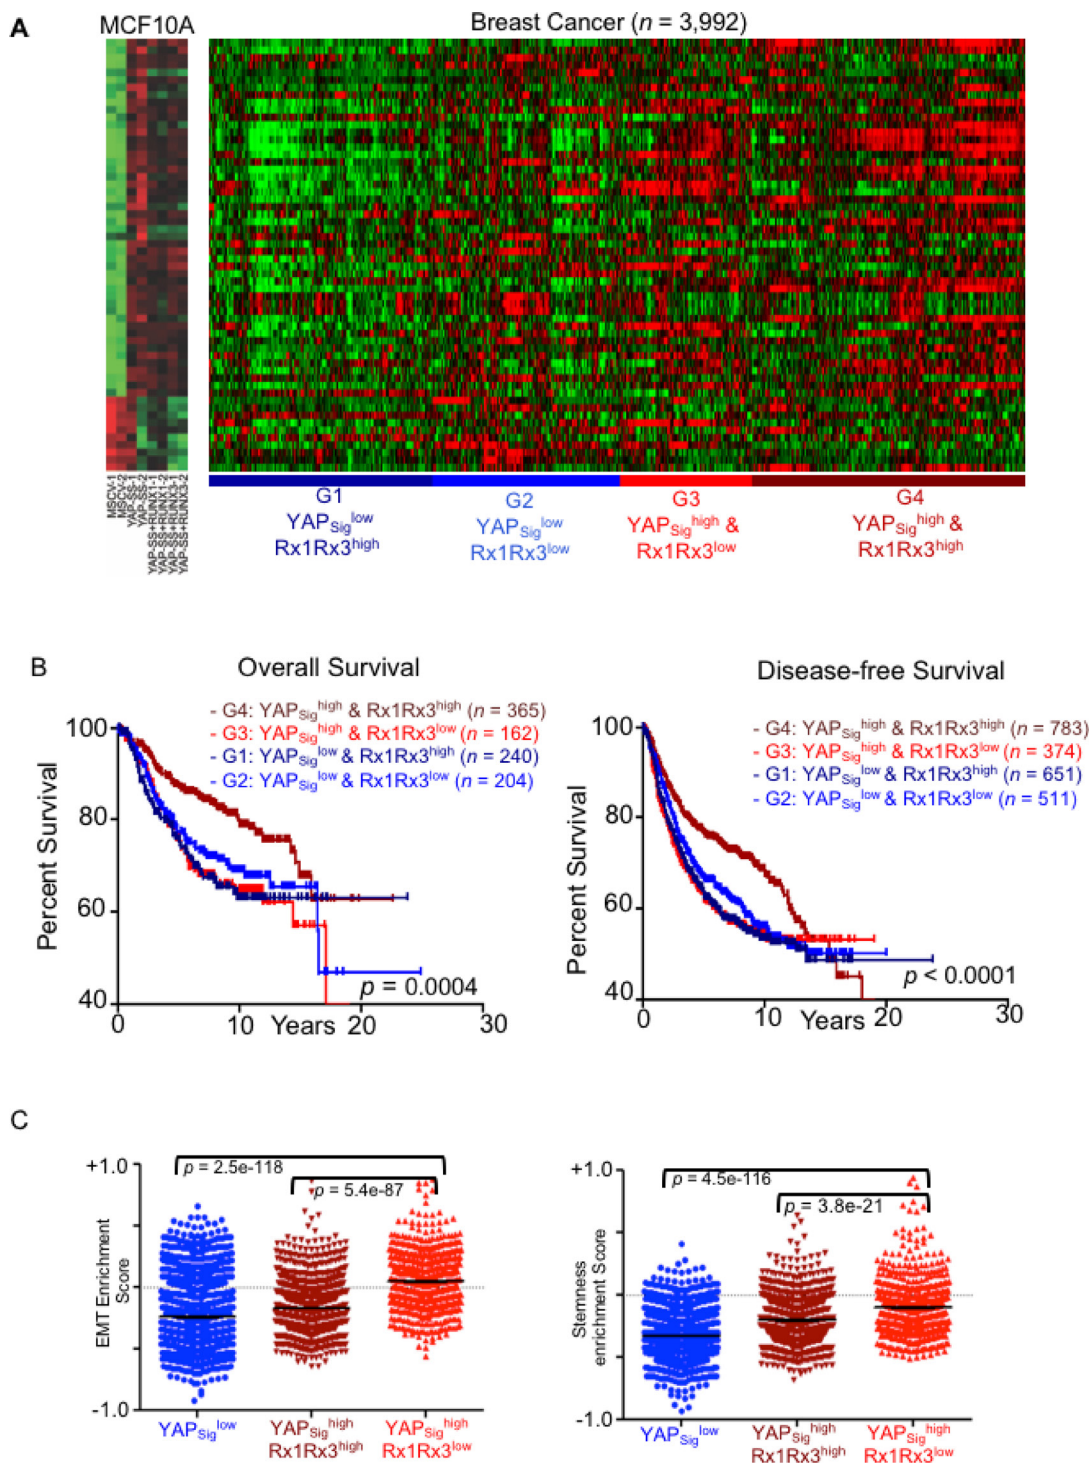 A
MCF10A
Breast Cancer (n = 3,992)
MSCV-1
MSCV-2
YAP-SS-1
YAP-SS-2
YAP-SS+RUNX1-1
YAP-SS+RUNX1-2
YAP-SS+RUNX3-1
YAP-SS+RUNX3-2
G1
YAPSiglow
Rx1Rx3high
G2
YAPSiglow
Rx1Rx3low
G3
YAPSighigh &
Rx1Rx3low
G4
YAPSighigh &
Rx1Rx3high
B
Overall Survival
- G4: YAPSighigh & Rx1Rx3high (n = 365)
- G3: YAPSighigh & Rx1Rx3low (n = 162)
- G1: YAPSiglow & Rx1Rx3high (n = 240)
- G2: YAPSiglow & Rx1Rx3low (n = 204)
Percent Survival
100
80
60
40
p = 0.0004
0
10
Years
20
30
Disease-free Survival
- G4: YAPSighigh & Rx1Rx3high (n = 783)
- G3: YAPSighigh & Rx1Rx3low (n = 374)
- G1: YAPSiglow & Rx1Rx3high (n = 651)
- G2: YAPSiglow & Rx1Rx3low (n = 511)
Percent Survival
100
80
60
40
p < 0.0001
0
10
Years
20
30
C
EMT Enrichment
Score
+1.0
-1.0
p = 2.5e-118
p = 5.4e-87
YAPSiglow
YAPSighigh
Rx1Rx3high
YAPSighigh
Rx1Rx3low
Stemness
enrichment Score
+1.0
-1.0
p = 4.5e-116
p = 3.8e-21
YAPSiglow
YAPSighigh
Rx1Rx3high
YAPSighigh
Rx1Rx3low